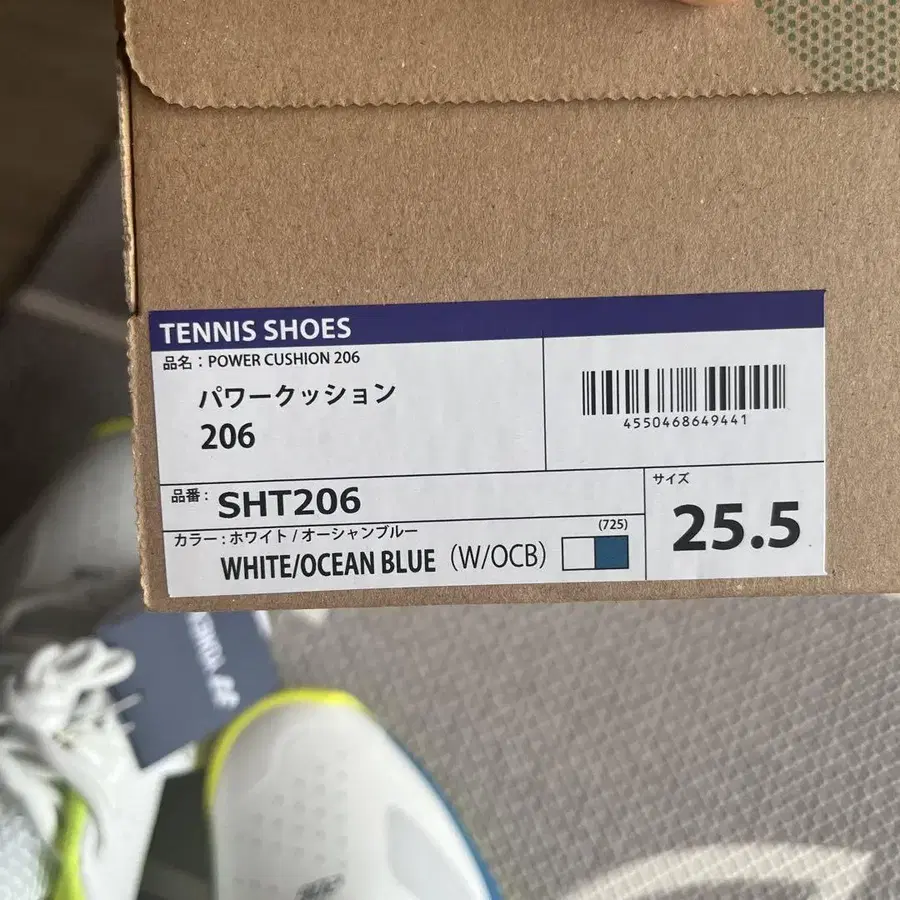 TENNIS SHOES
品名：POWER CUSHION 206
パワークッション
206
4550468649441
品番：SHT206
サイズ
25.5
カラー：ホワイト / オーシャンブルー
(725)
WHITE/OCEAN BLUE（W/OCB）